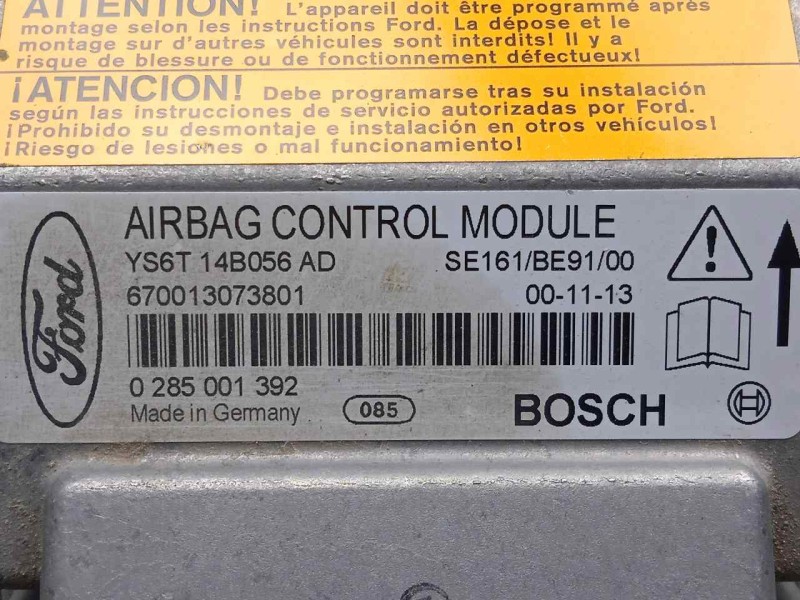 ATTENTION! L'appareil doit être programmé après
montage selon les instructions Ford. La dépose et le
montage sur d'autres véhicules sont interdits! Il y a
risque de blessure ou de fonctionnement défectueux!
¡ATENCION! Debe programarse tras su instalación
según las instrucciones de servicio autorizadas por Ford.
¡Prohibido su desmontaje e instalación en otros vehículos!
¡Riesgo de lesiones o mal funcionamiento!
Ford
AIRBAG CONTROL MODULE
YS6T 14B056 AD SE161/BE91/00
670013073801 00-11-13
0 285 001 392
Made in Germany 085 BOSCH